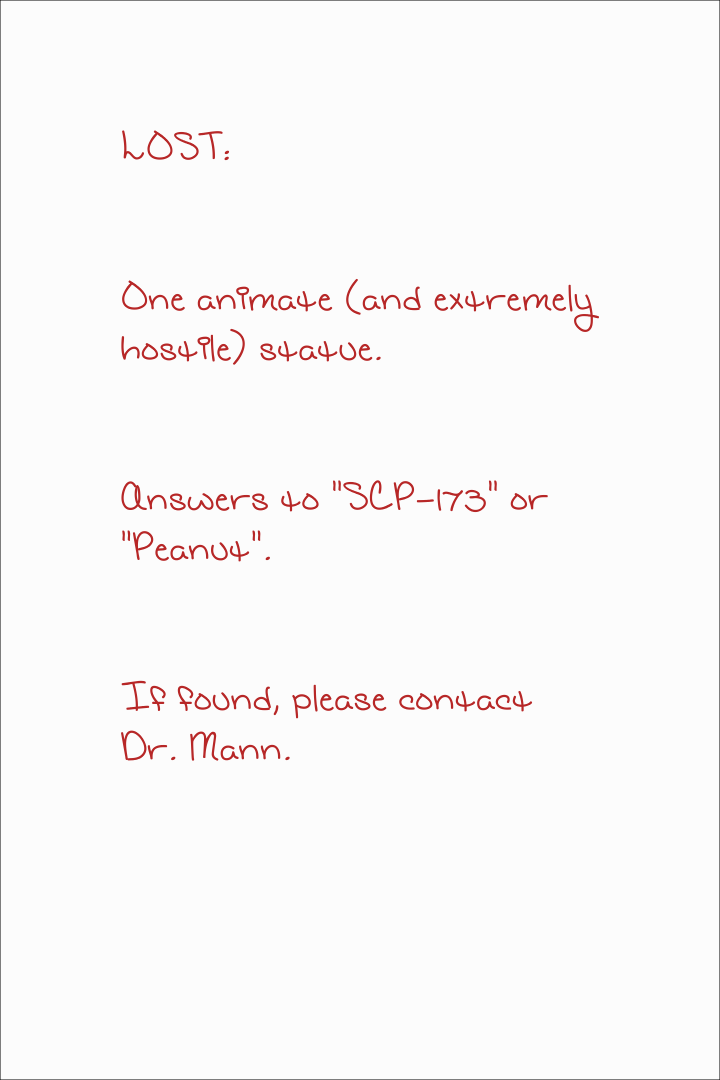 LOST:
One animate (and extremely
hostile) statue.
Answers to "SCP-173" or
"Peanut".
If found, please contact
Dr. Mann.